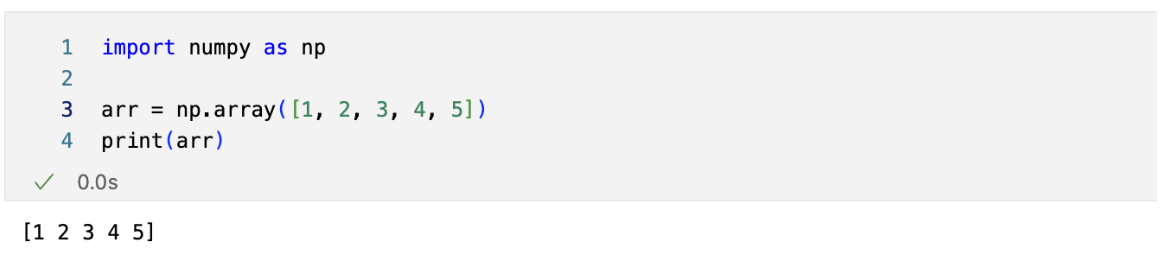 1 import numpy as np
2
3 arr = np.array([1, 2, 3, 4, 5])
4 print(arr)
✓ 0.0s
[1 2 3 4 5]